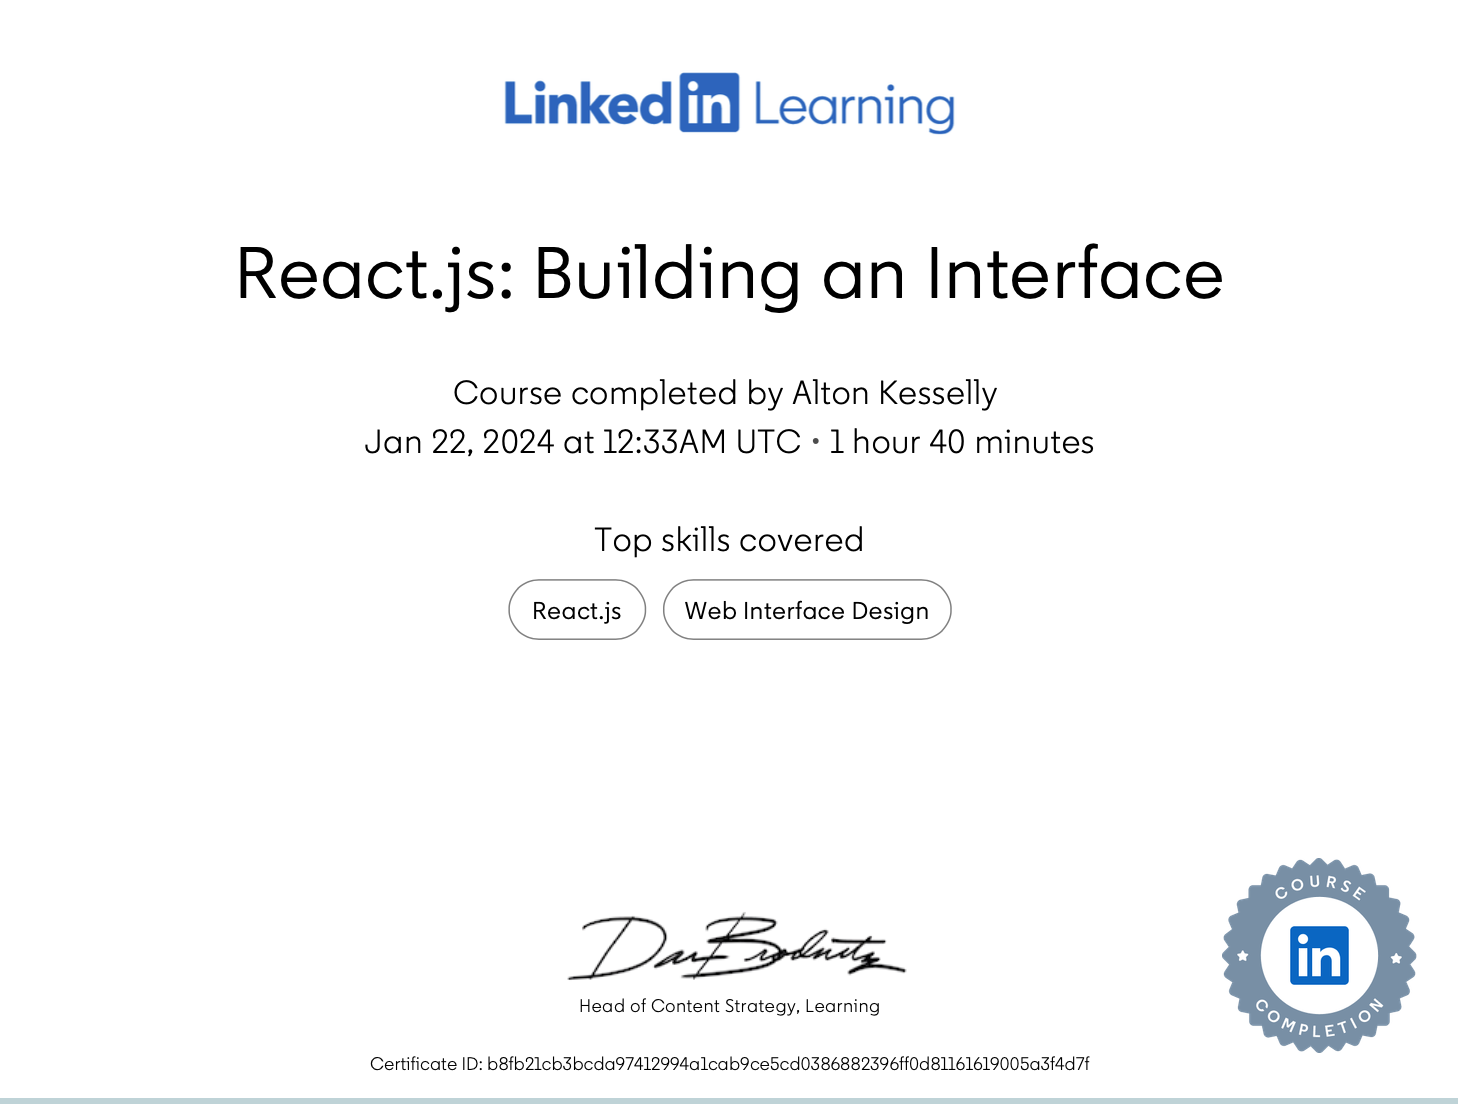 Linkedin Learning
React.js: Building an Interface
Course completed by Alton Kesselly
Jan 22, 2024 at 12:33AM UTC • 1 hour 40 minutes
Top skills covered
React.js
Web Interface Design
Dan Brodnitz
Head of Content Strategy, Learning
COURSE
in
COMPLETION
Certificate ID: b8fb21cb3bcda97412994a1cab9ce5cd0386882396ff0d81161619005a3f4d7f